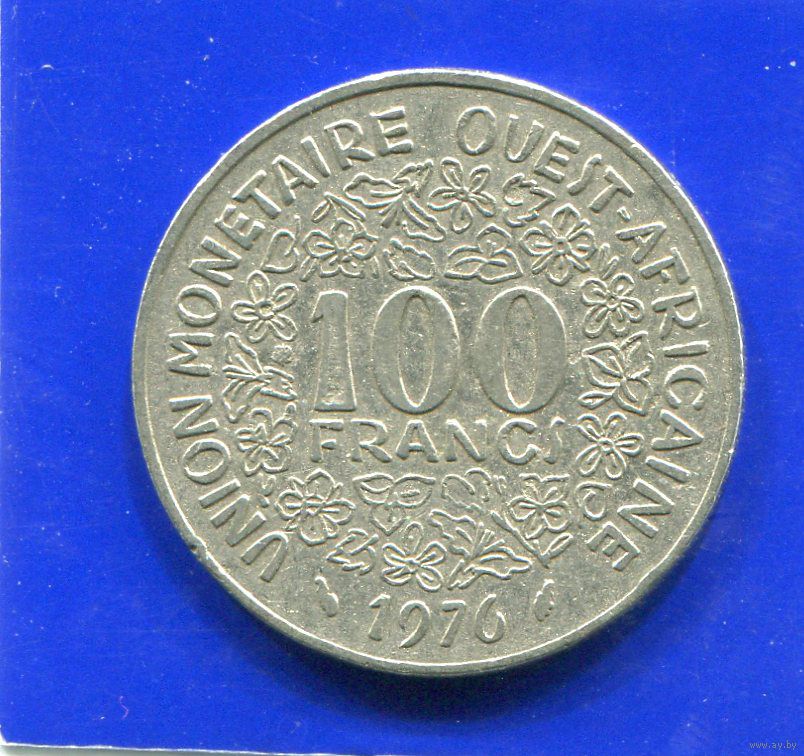 UNION MONETAIRE OUEST-AFRICAINE
100
FRANCS
1976
www.ay.by